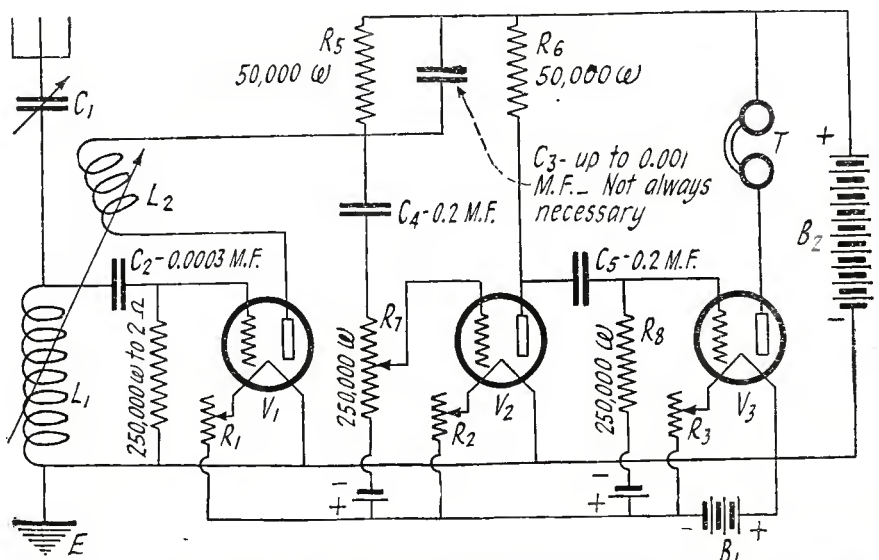 R5
50,000 ω
R6
50,000 ω
C1
L2
C3- up to 0.001
M.F.- Not always
necessary
T
+
B2
-
C4-0.2 M.F.
C2-0.0003 M.F.
C5-0.2 M.F.
L1
250,000 ω to 2 Ω
R1
V1
R7
250,000 ω
R2
V2
R8
250,000 ω
R3
V3
-
+
-
+
E
-
+
B1